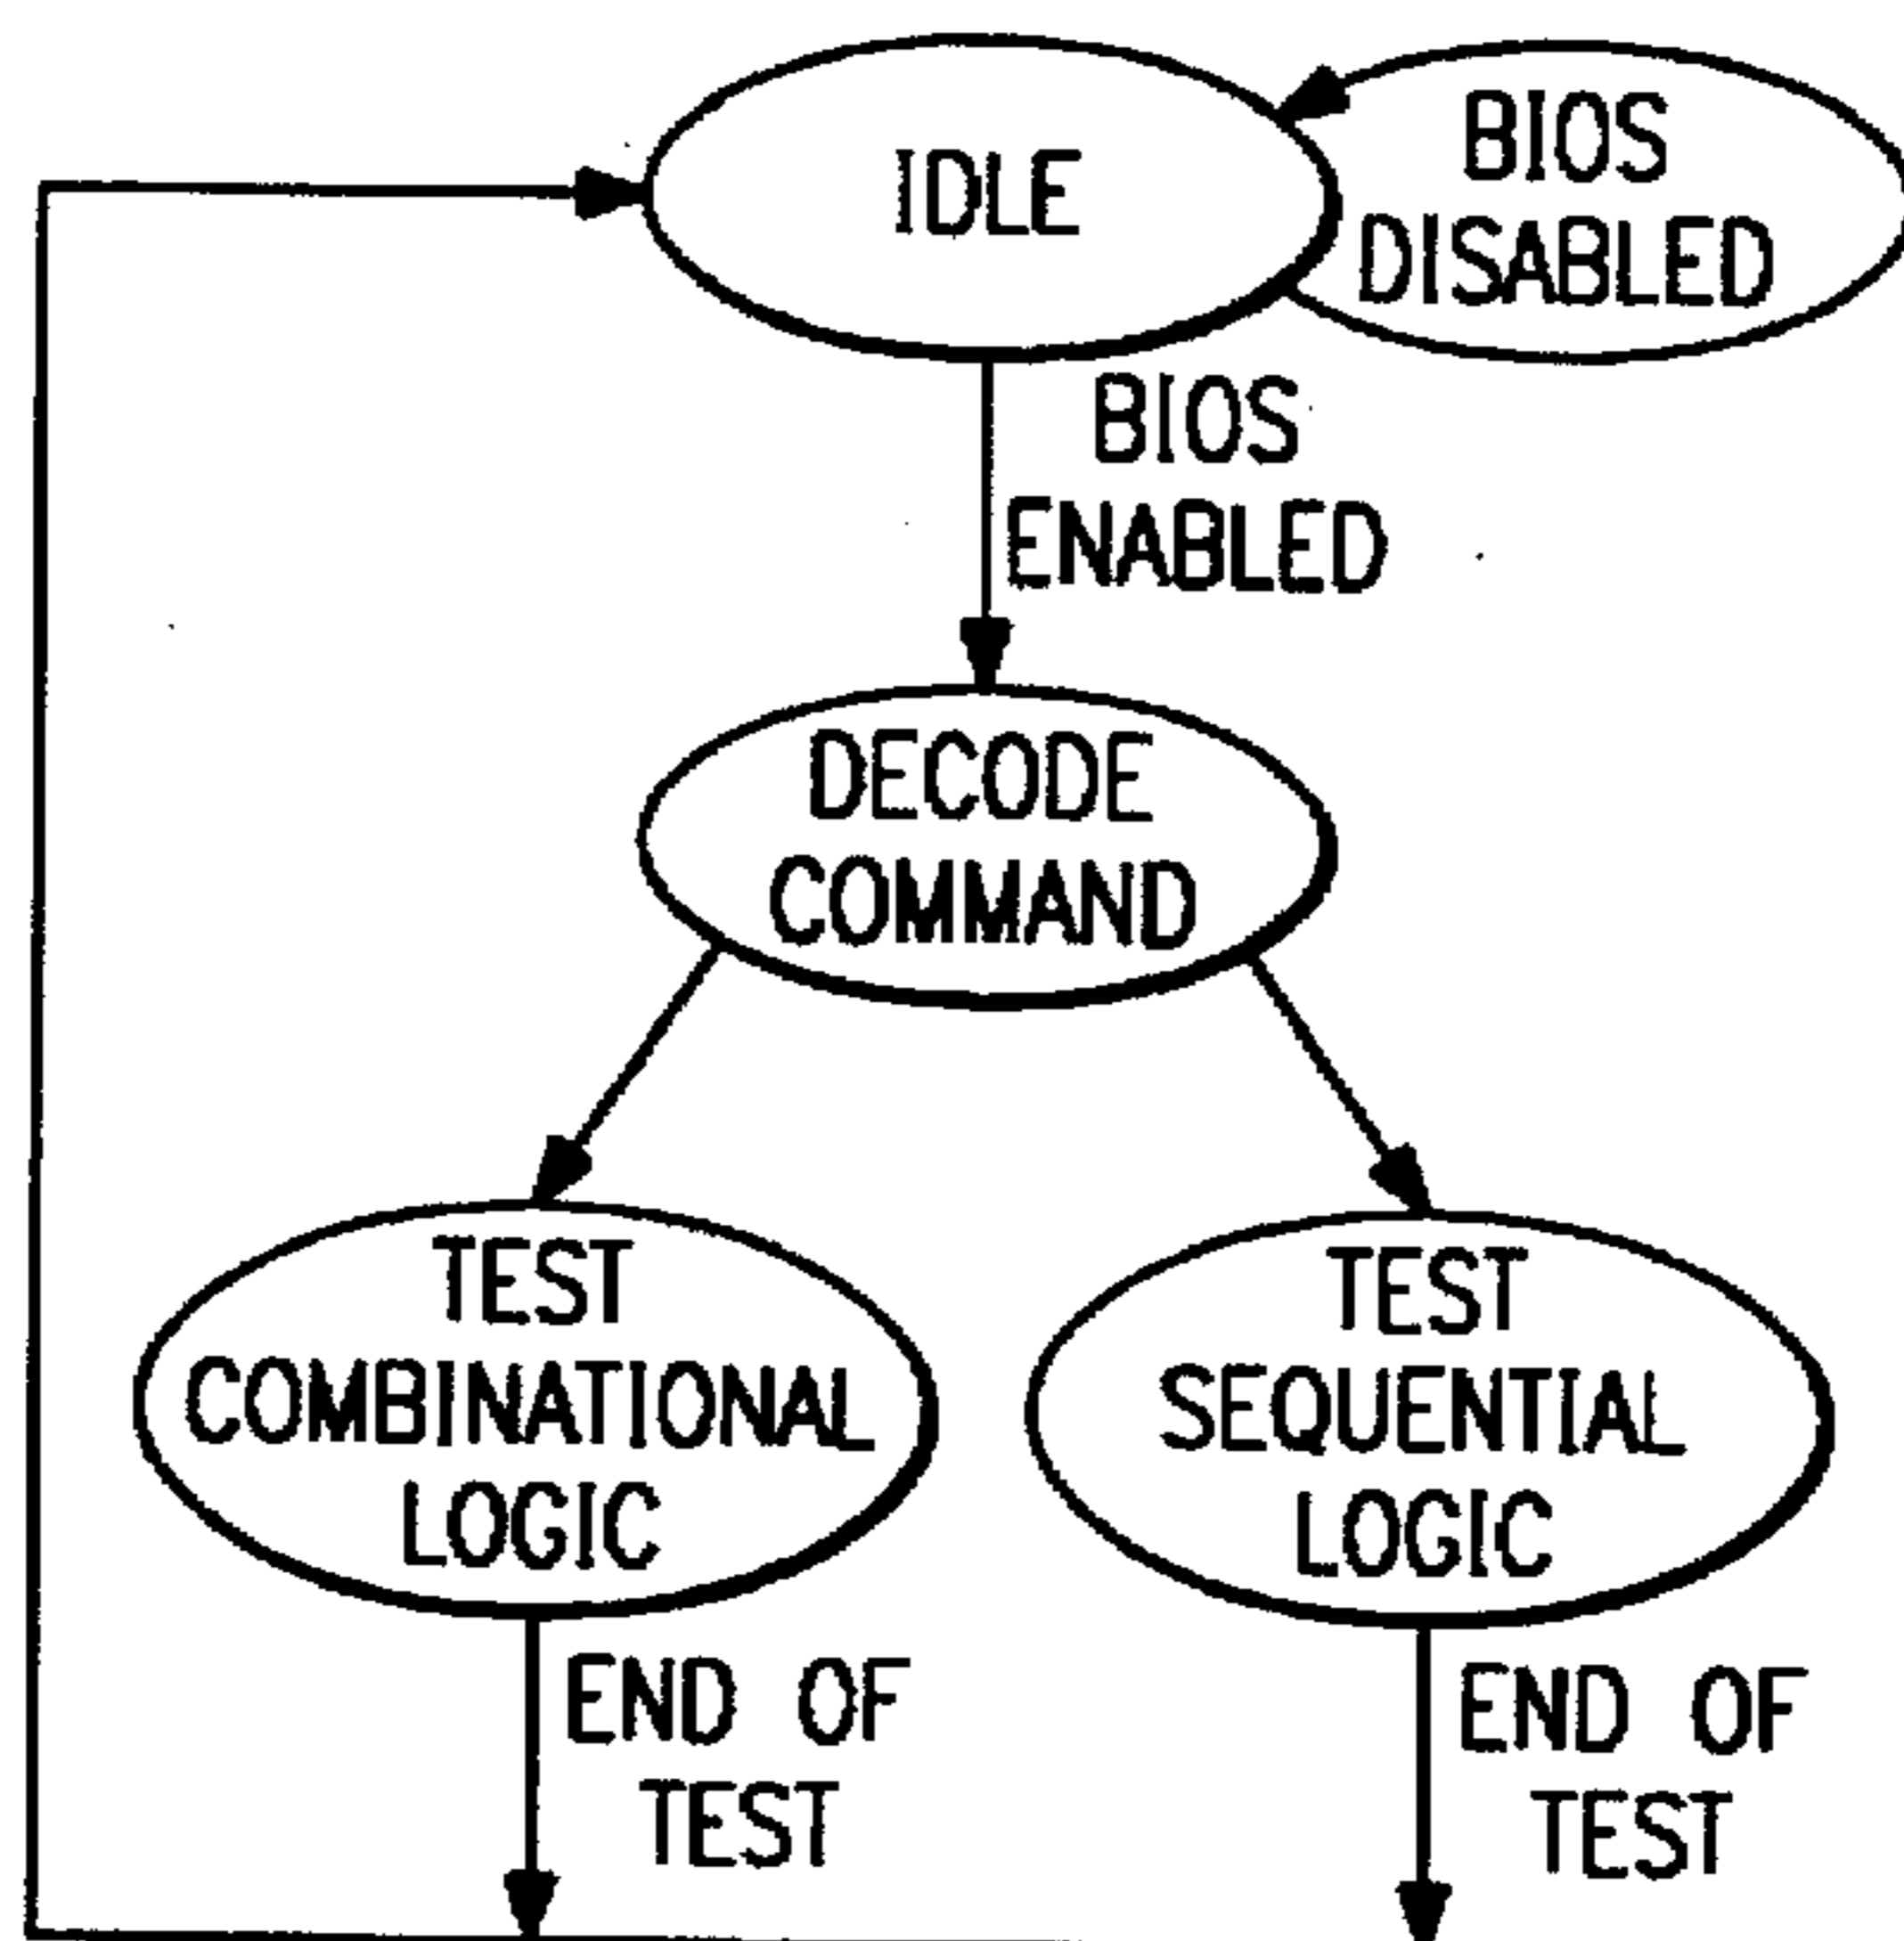 IDLE
BIOS
DISABLED
BIOS
ENABLED
DECODE
COMMAND
TEST
COMBINATIONAL
LOGIC
TEST
SEQUENTIAL
LOGIC
END OF
TEST
END OF
TEST